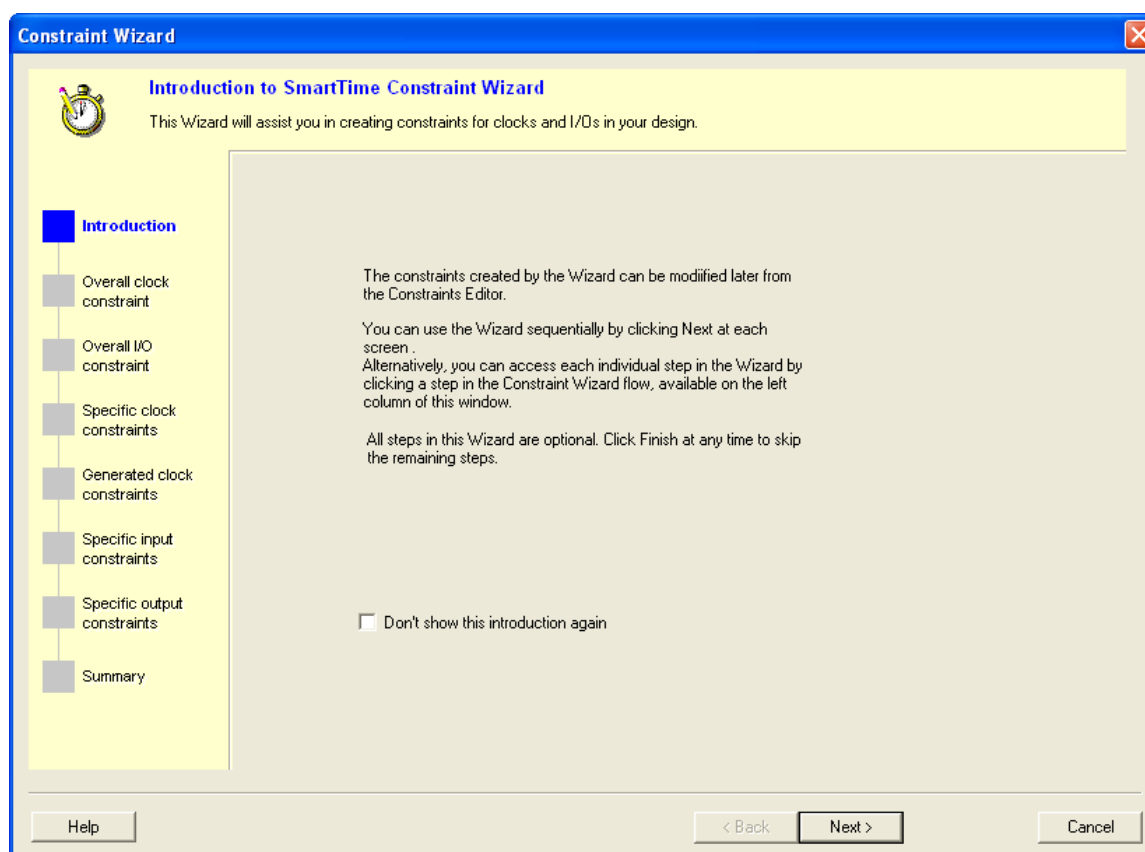 Constraint Wizard
Introduction to SmartTime Constraint Wizard
This Wizard will assist you in creating constraints for clocks and I/Os in your design.
Introduction
Overall clock
constraint
Overall I/O
constraint
Specific clock
constraints
Generated clock
constraints
Specific input
constraints
Specific output
constraints
Summary
The constraints created by the Wizard can be modiified later from
the Constraints Editor.
You can use the Wizard sequentially by clicking Next at each
screen .
Alternatively, you can access each individual step in the Wizard by
clicking a step in the Constraint Wizard flow, available on the left
column of this window.
All steps in this Wizard are optional. Click Finish at any time to skip
the remaining steps.
Don't show this introduction again
Help
< Back
Next >
Cancel